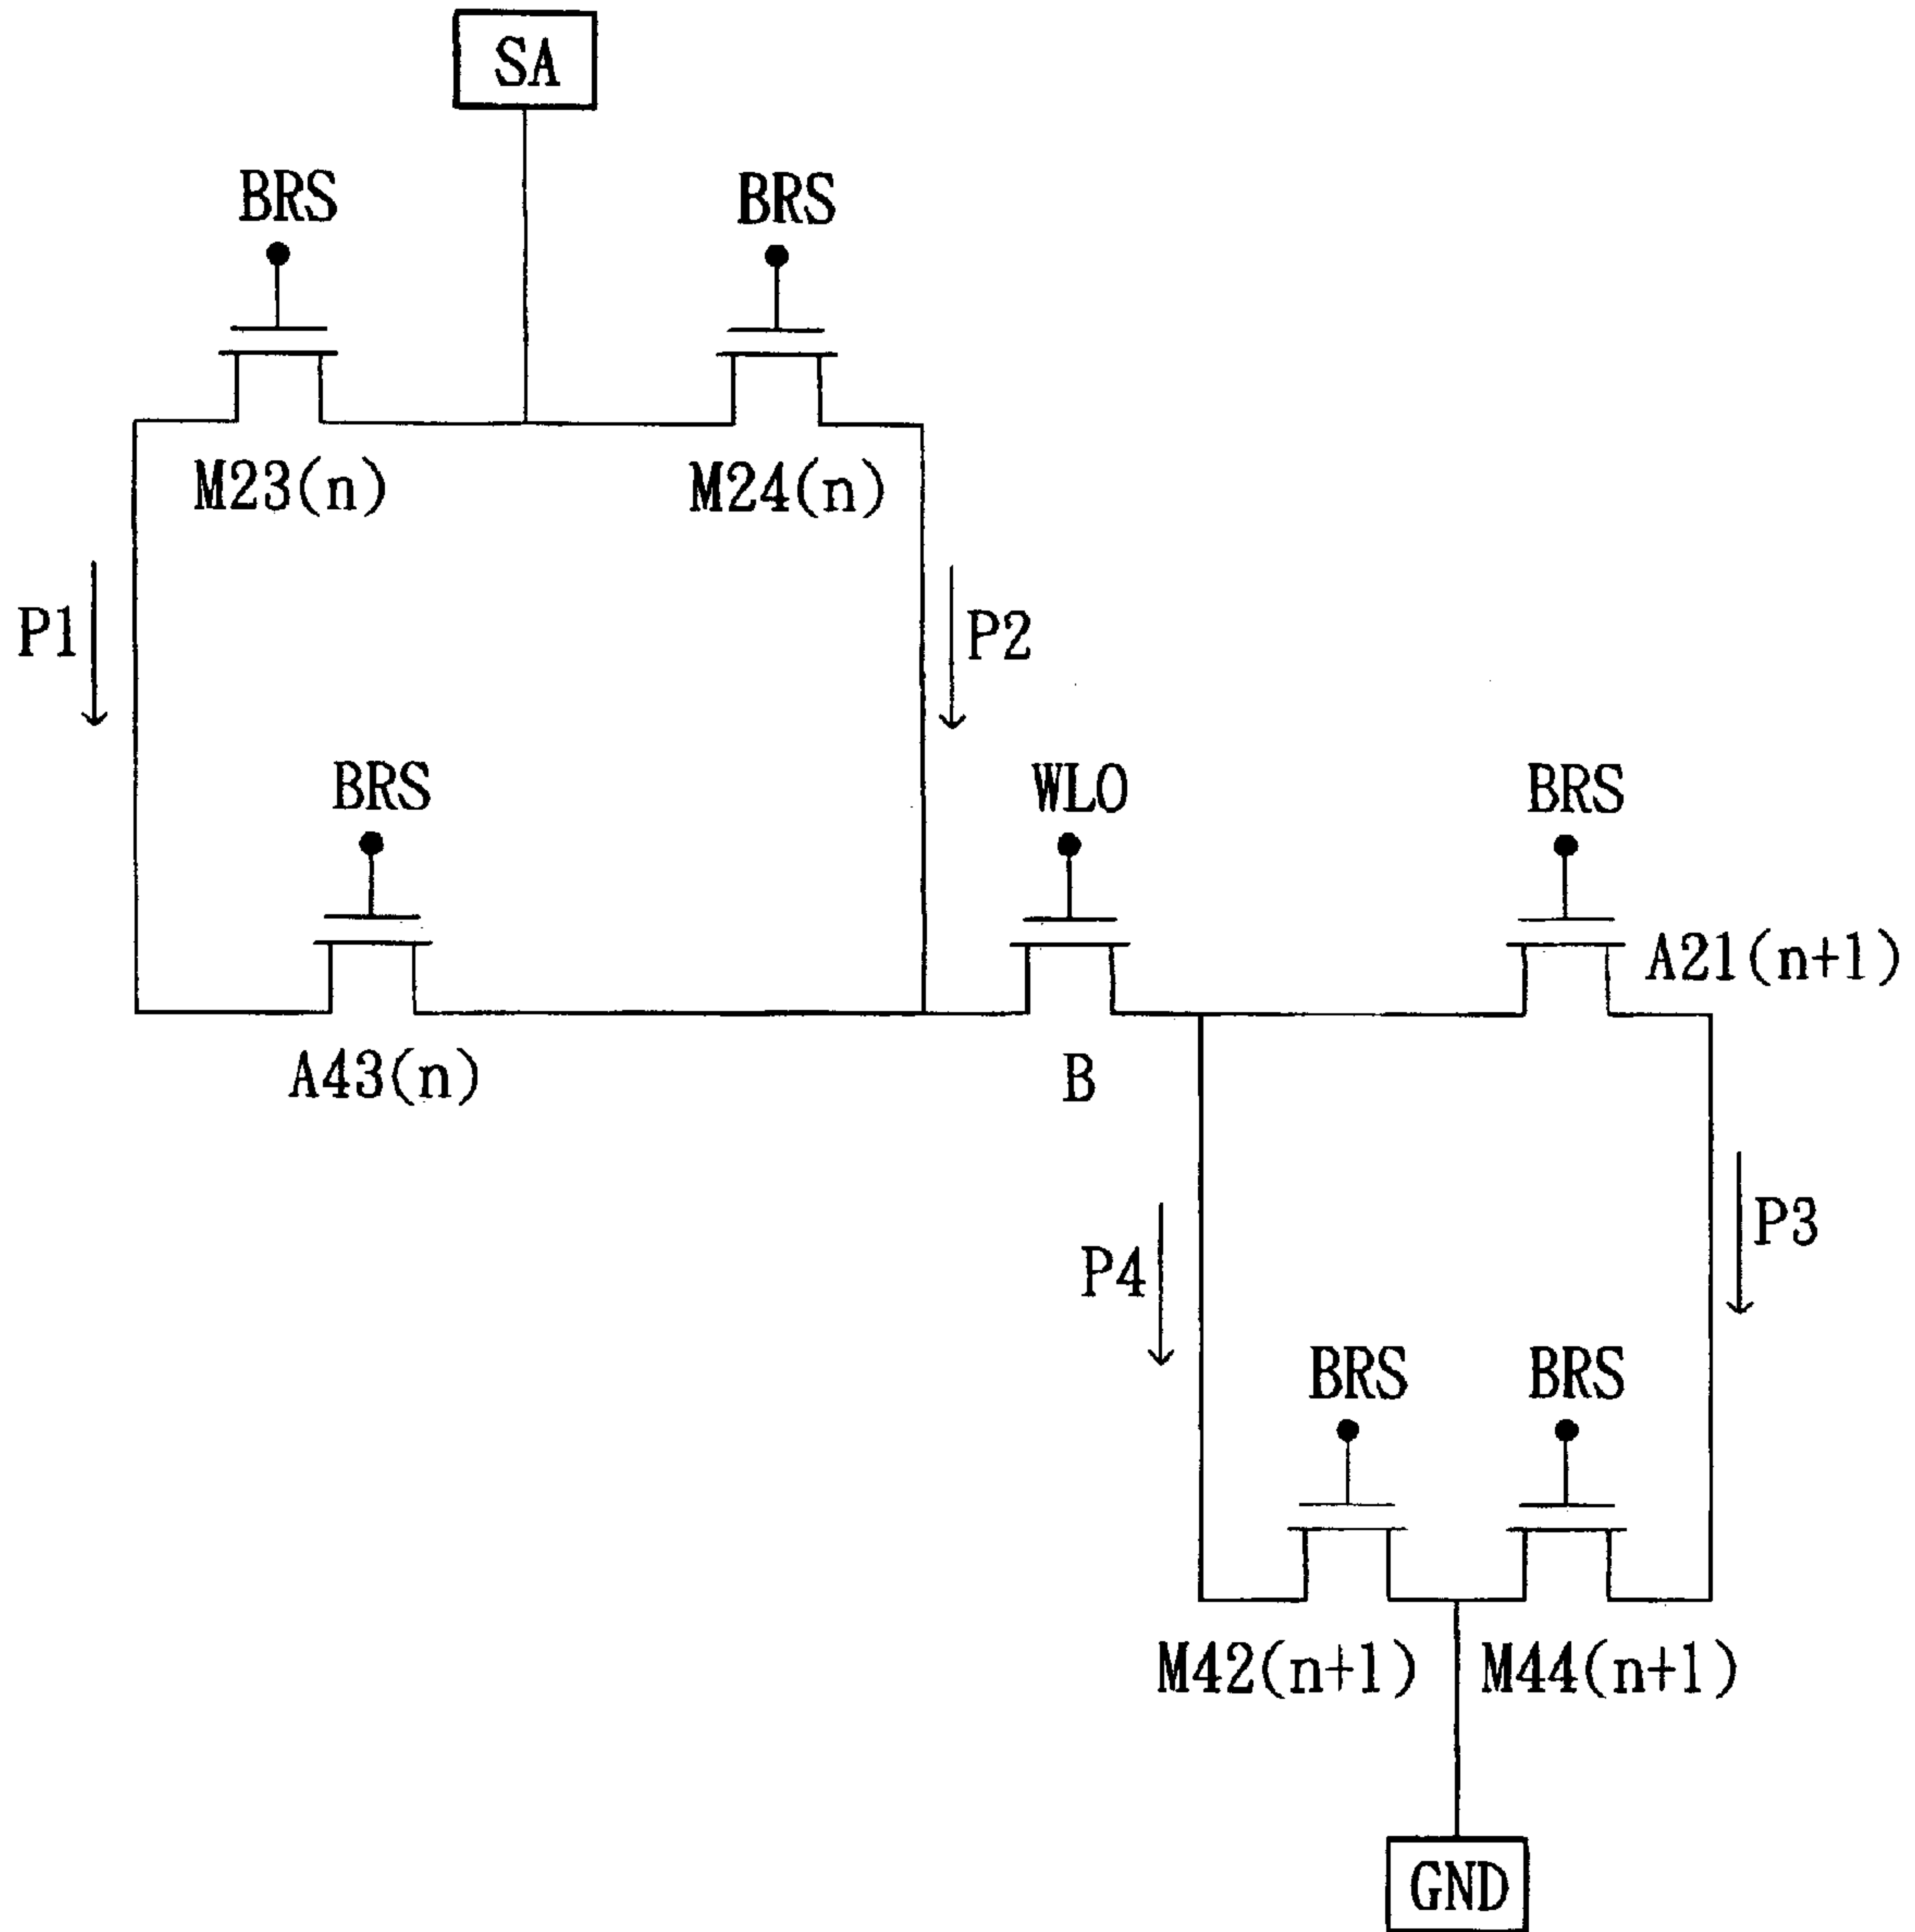 SA
BRS
BRS
M23(n)
M24(n)
P1
P2
BRS
WLO
BRS
A21(n+1)
A43(n)
B
P4
P3
BRS
BRS
M42(n+1)
M44(n+1)
GND